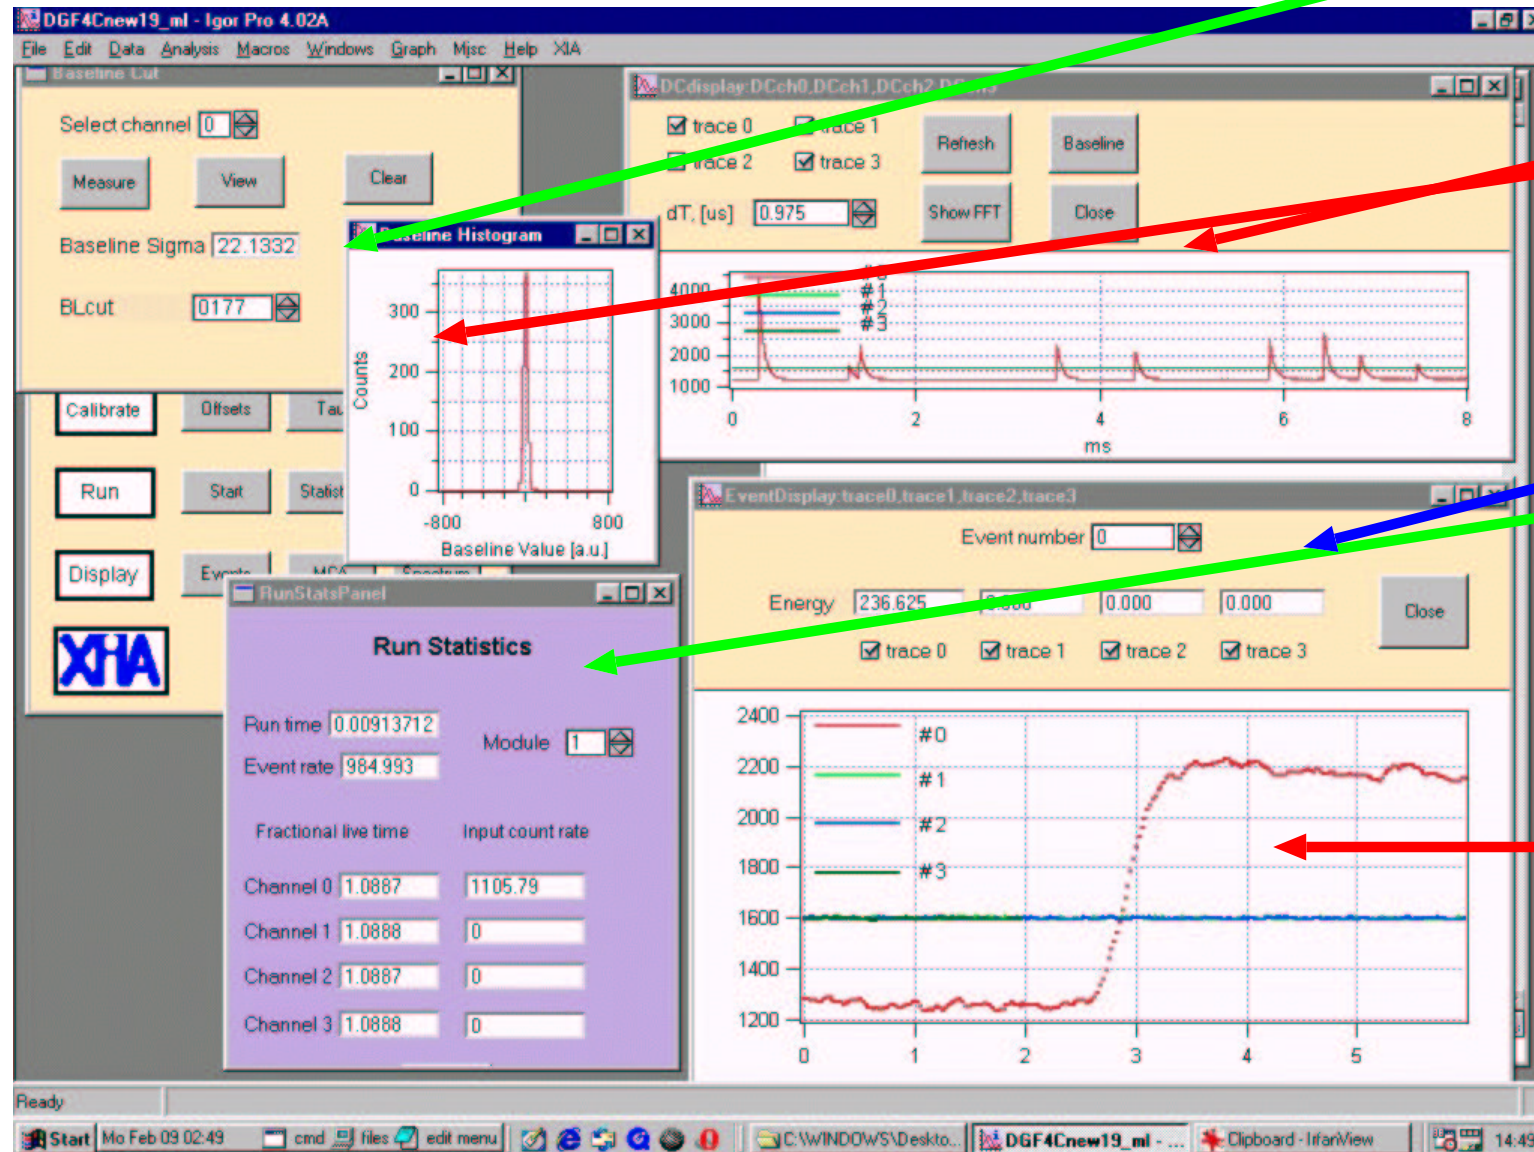 DGF4Cnew19_ml - Igor Pro 4.02A
File Edit Data Analysis Macros Windows Graph Misc Help XIA
Baseline Cut
Select channel 0
Measure View Clear
Baseline Sigma 22.1332
BLcut 0177
DCdisplay:DCch0,DCch1,DCch2,DCch3
trace 0 trace 1
trace 2 trace 3
Refresh Baseline
dT, [us] 0.975
Show FFT Close
4000
3000
2000
1000
#1
#2
#3
0 2 4 6 8
ms
Baseline Histogram
300
200
100
0
Counts
-800 800
Baseline Value [a.u.]
Calibrate Offsets
Run Start
Display Events MCA Spectrum
XIA
EventDisplay:trace0,trace1,trace2,trace3
Event number 0
Energy 236.625 0.000 0.000 0.000
Close
trace 0 trace 1 trace 2 trace 3
2400
2200
2000
1800
1600
1400
1200
#0
#1
#2
#3
0 1 2 3 4 5
RunStatsPanel
Run Statistics
Run time 0.00913712
Event rate 984.993
Module 1
Fractional live time Input count rate
Channel 0 1.0887 1105.79
Channel 1 1.0888 0
Channel 2 1.0887 0
Channel 3 1.0888 0
Ready
Start Mo Feb 09 02:49 cmd files edit menu C:\WINDOWS\Deskto... DGF4Cnew19_ml - ... Clipboard - IrfanView 14:49